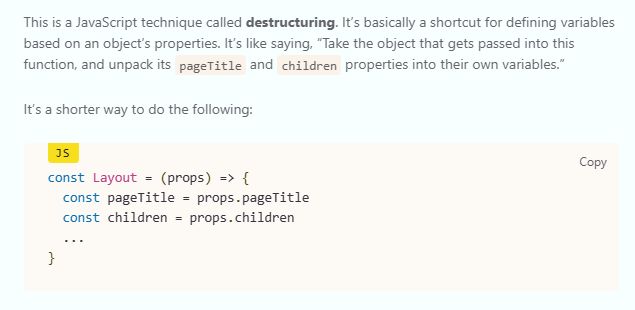 This is a JavaScript technique called destructuring. It’s basically a shortcut for defining variables
based on an object’s properties. It’s like saying, “Take the object that gets passed into this
function, and unpack its pageTitle and children properties into their own variables.”
It’s a shorter way to do the following:
JS
Copy
const Layout = (props) => {
  const pageTitle = props.pageTitle
  const children = props.children
  ...
}